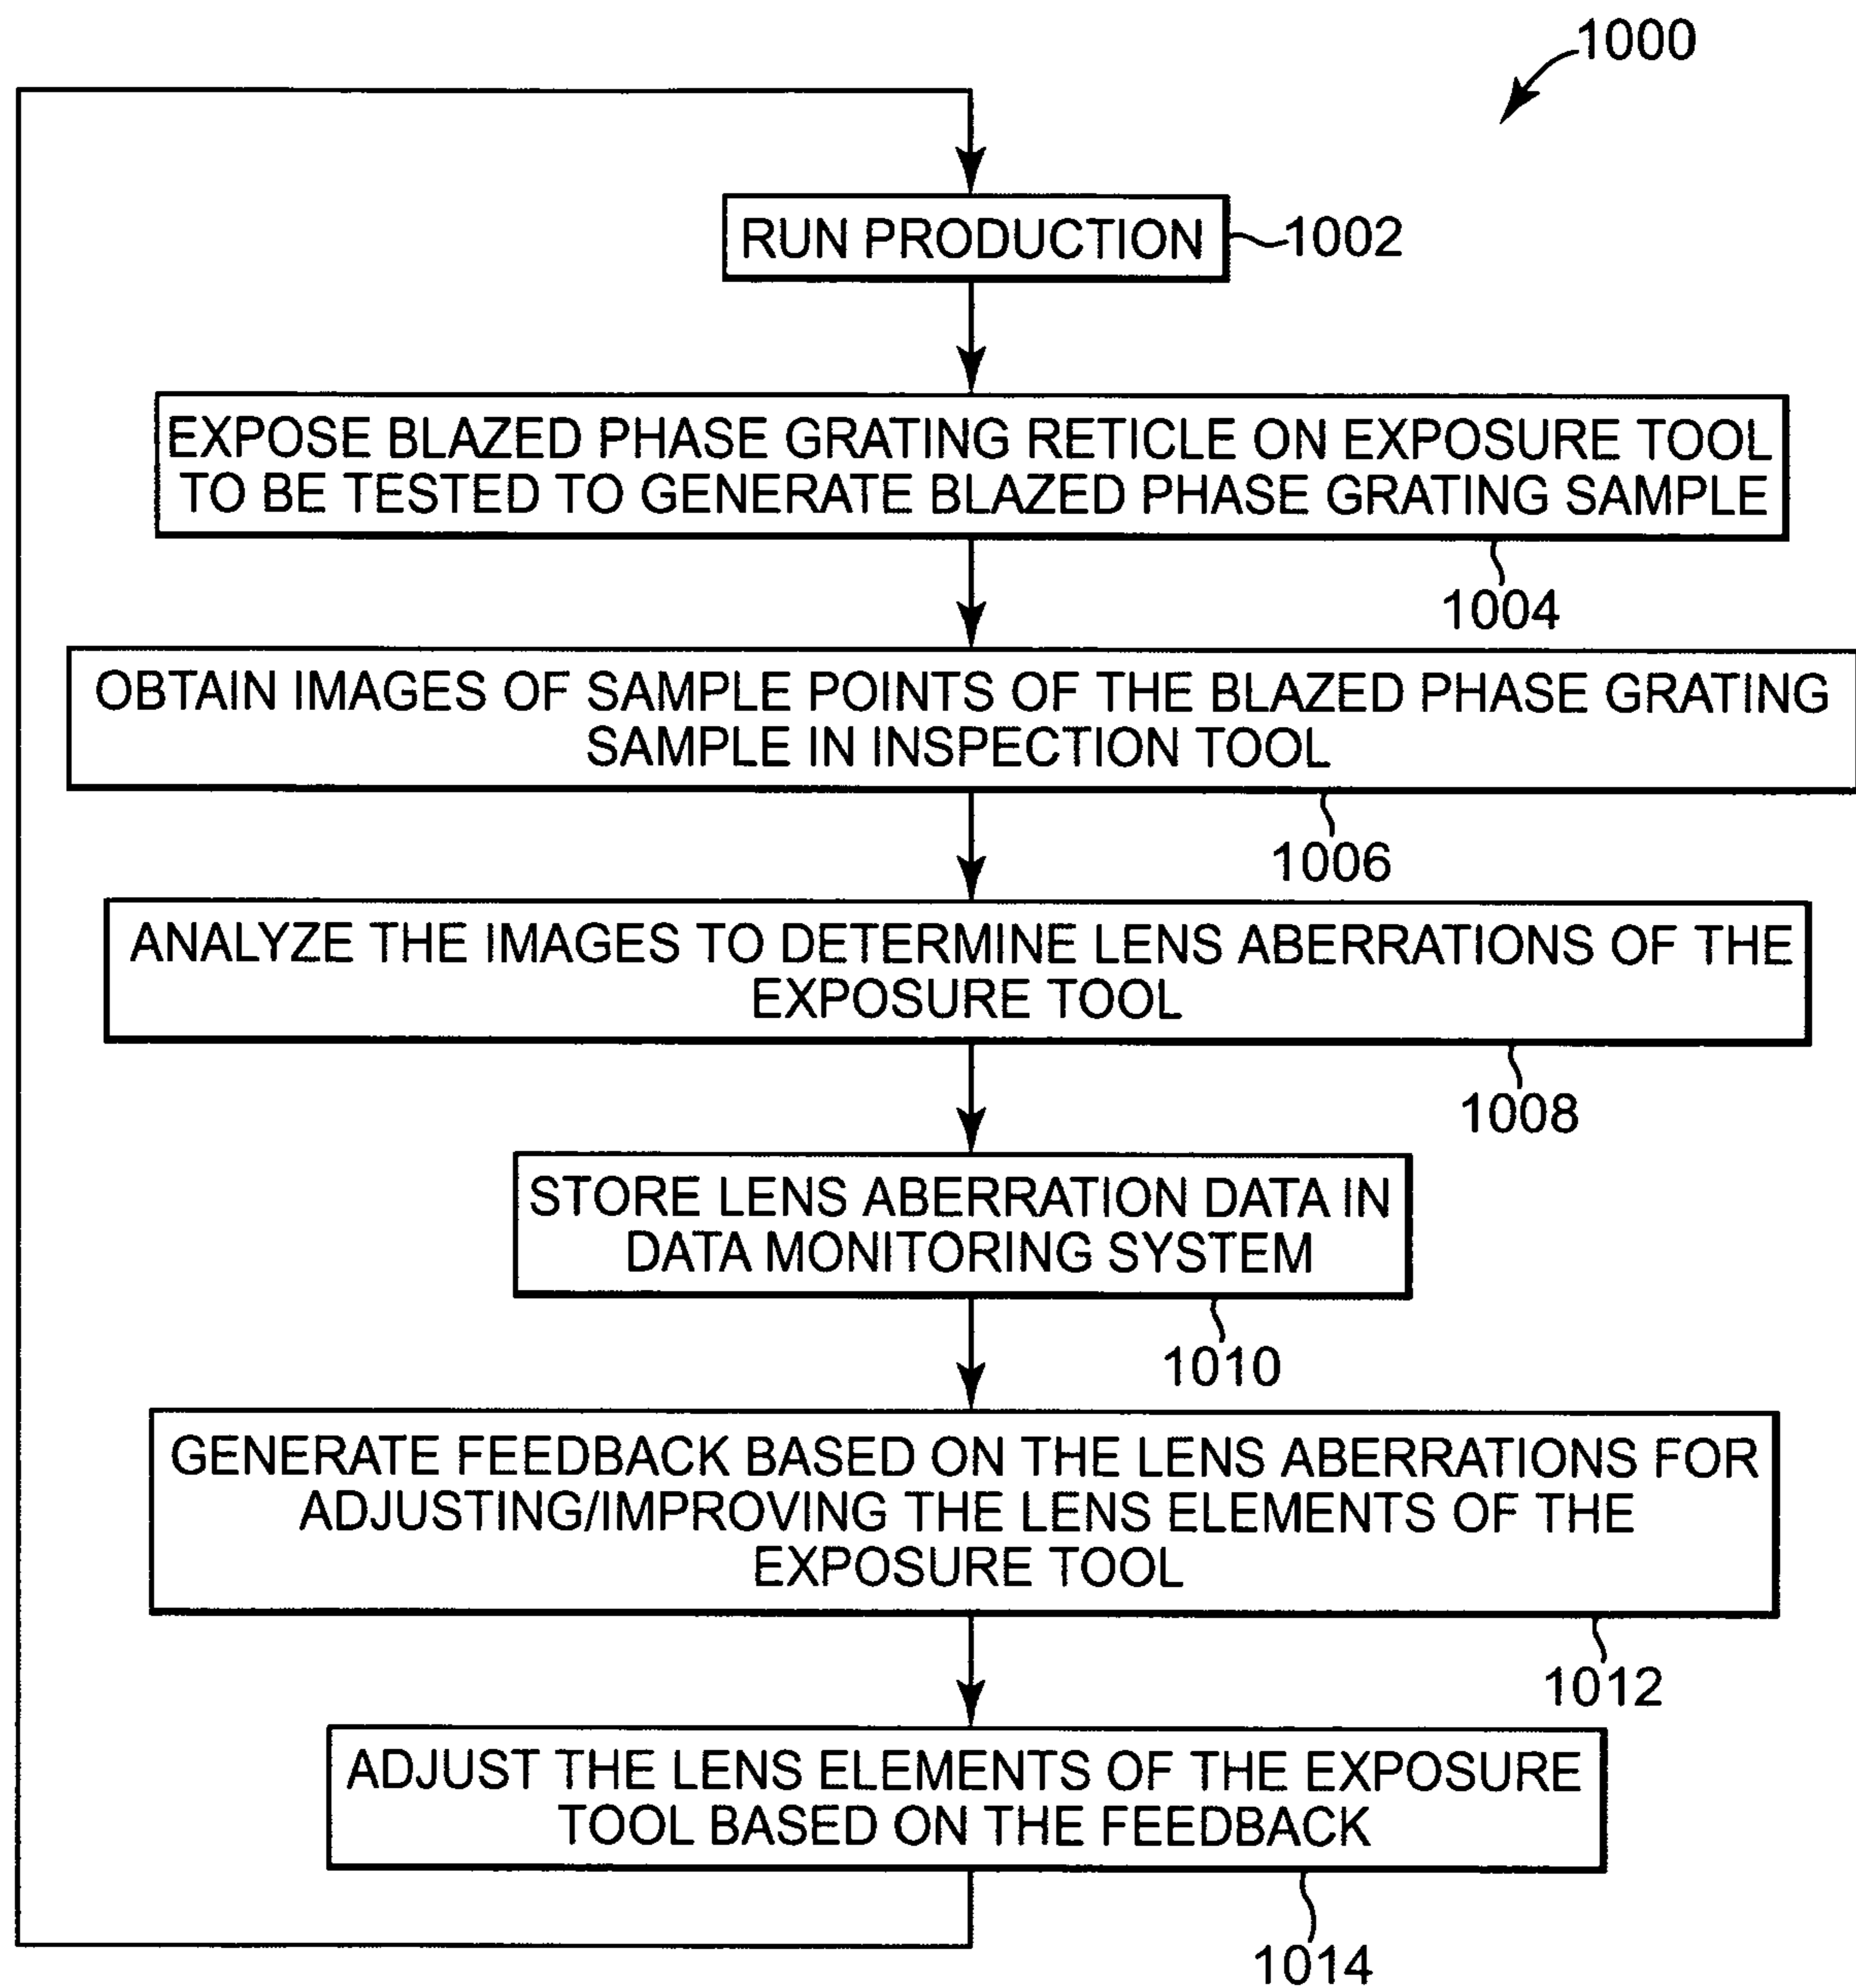 1000
RUN PRODUCTION
1002
EXPOSE BLAZED PHASE GRATING RETICLE ON EXPOSURE TOOL
TO BE TESTED TO GENERATE BLAZED PHASE GRATING SAMPLE
1004
OBTAIN IMAGES OF SAMPLE POINTS OF THE BLAZED PHASE GRATING
SAMPLE IN INSPECTION TOOL
1006
ANALYZE THE IMAGES TO DETERMINE LENS ABERRATIONS OF THE
EXPOSURE TOOL
1008
STORE LENS ABERRATION DATA IN
DATA MONITORING SYSTEM
1010
GENERATE FEEDBACK BASED ON THE LENS ABERRATIONS FOR
ADJUSTING/IMPROVING THE LENS ELEMENTS OF THE
EXPOSURE TOOL
1012
ADJUST THE LENS ELEMENTS OF THE EXPOSURE
TOOL BASED ON THE FEEDBACK
1014